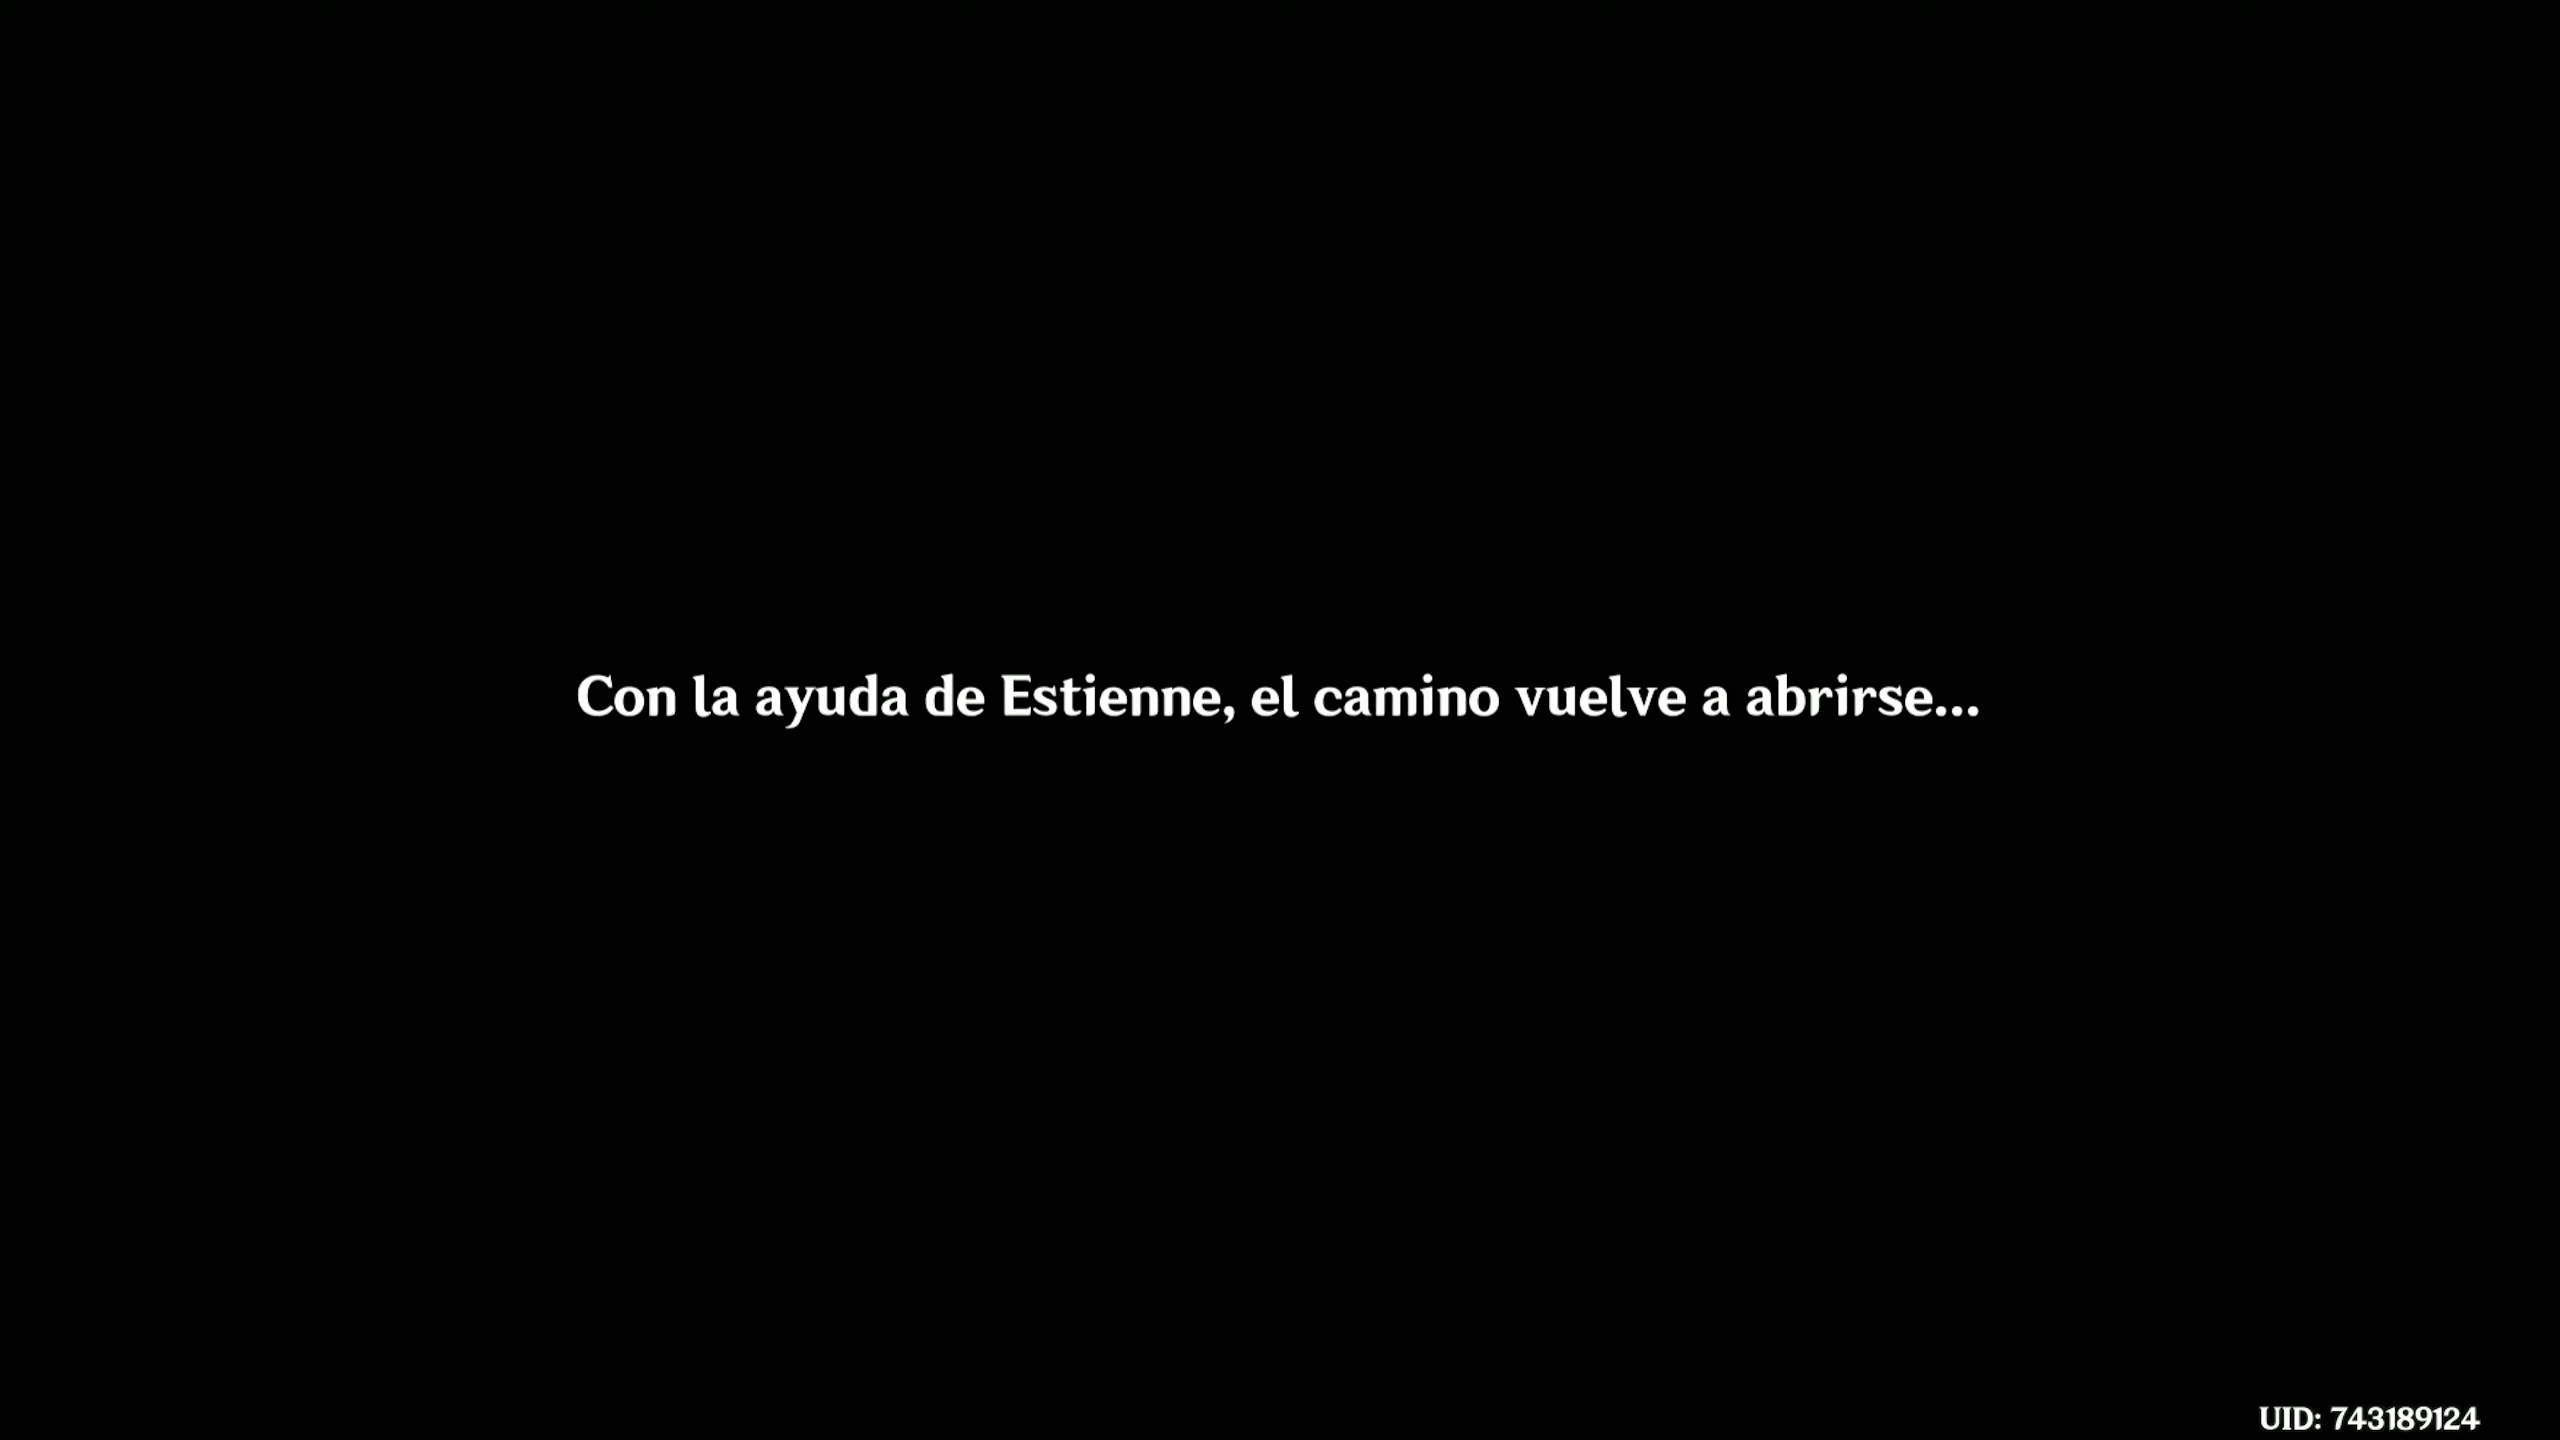 Con la ayuda de Estienne, el camino vuelve a abrirse...
UID: 743189124